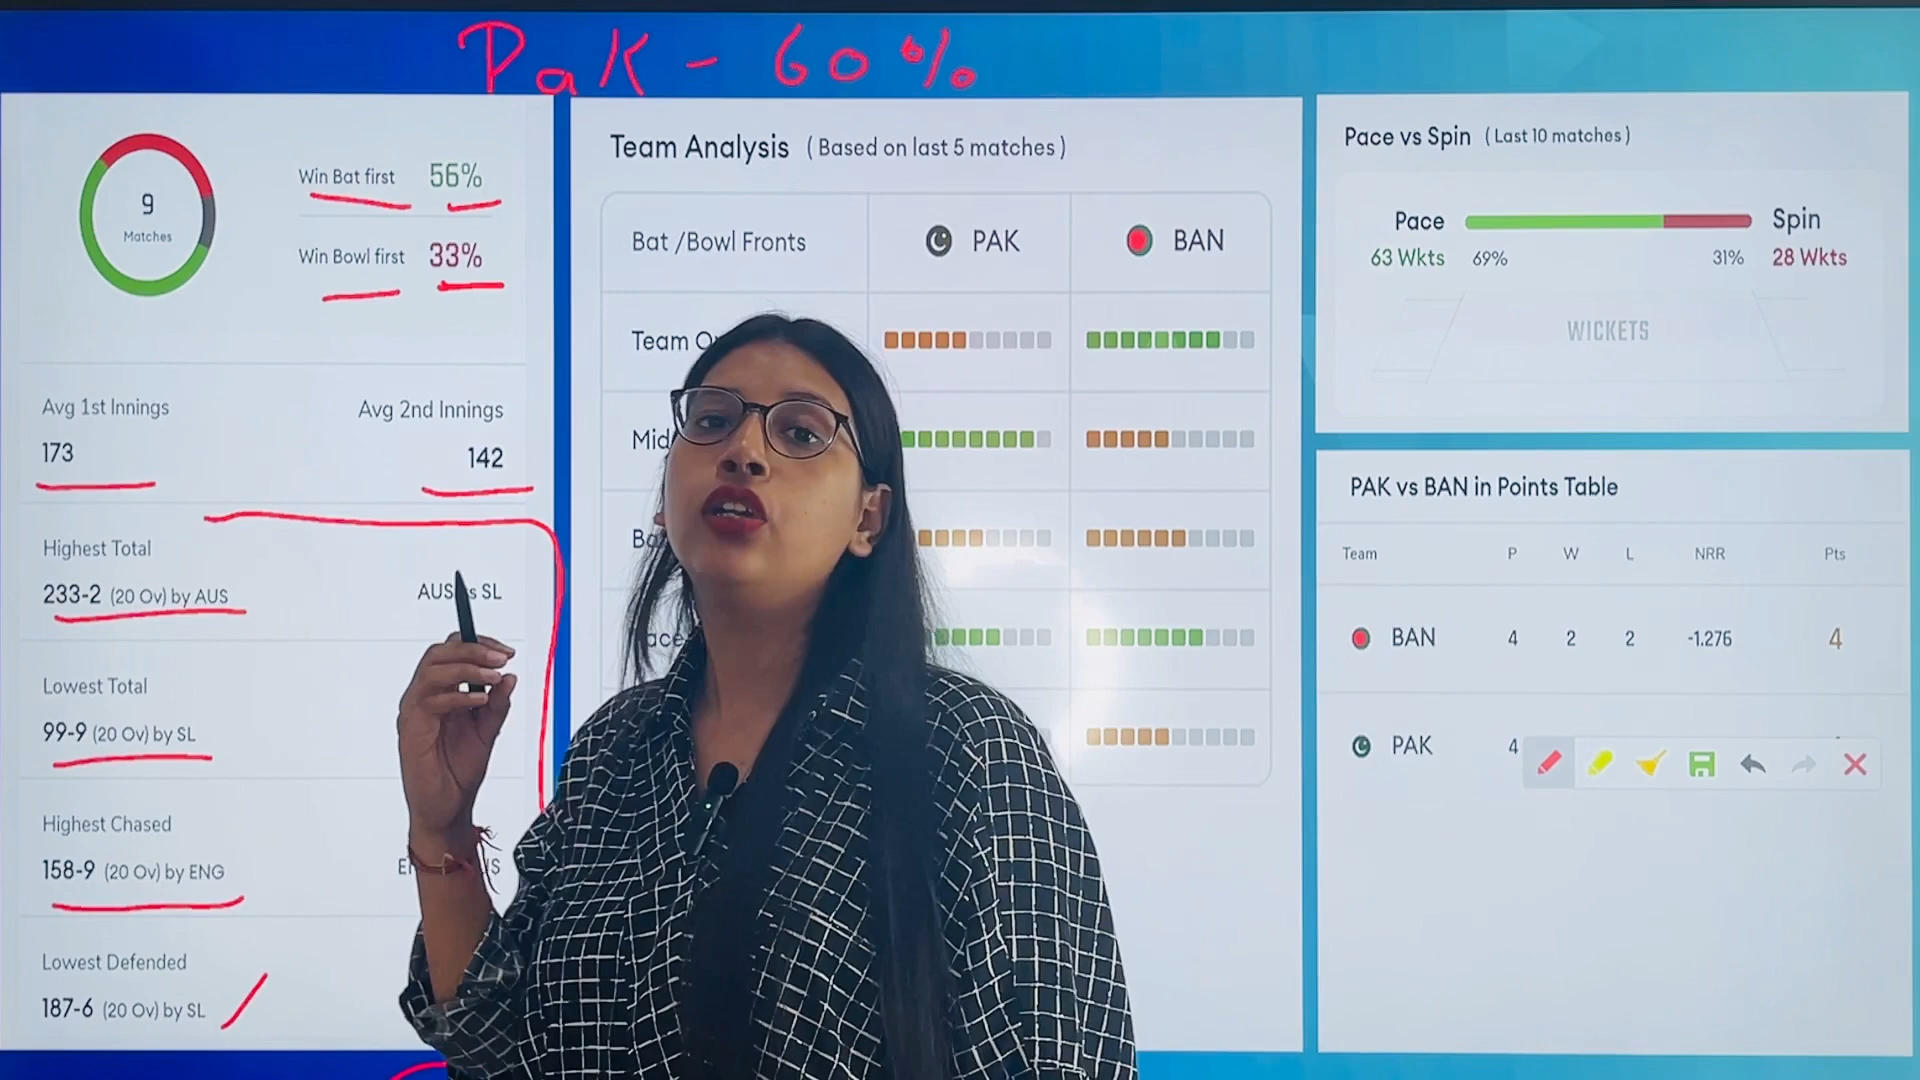 PaK - 60%
9
Matches
Win Bat first 56%
Win Bowl first 33%
Avg 1st Innings Avg 2nd Innings
173 142
Highest Total
233-2 (20 Ov) by AUS AUS SL
Lowest Total
99-9 (20 Ov) by SL
Highest Chased
158-9 (20 Ov) by ENG
Lowest Defended
187-6 (20 Ov) by SL
Team Analysis (Based on last 5 matches)
Bat /Bowl Fronts PAK BAN
Team
Pace vs Spin (Last 10 matches)
Pace Spin
63 Wkts 69% 31% 28 Wkts
WICKETS
PAK vs BAN in Points Table
Team P W L NRR Pts
BAN 4 2 2 -1.276 4
PAK 4